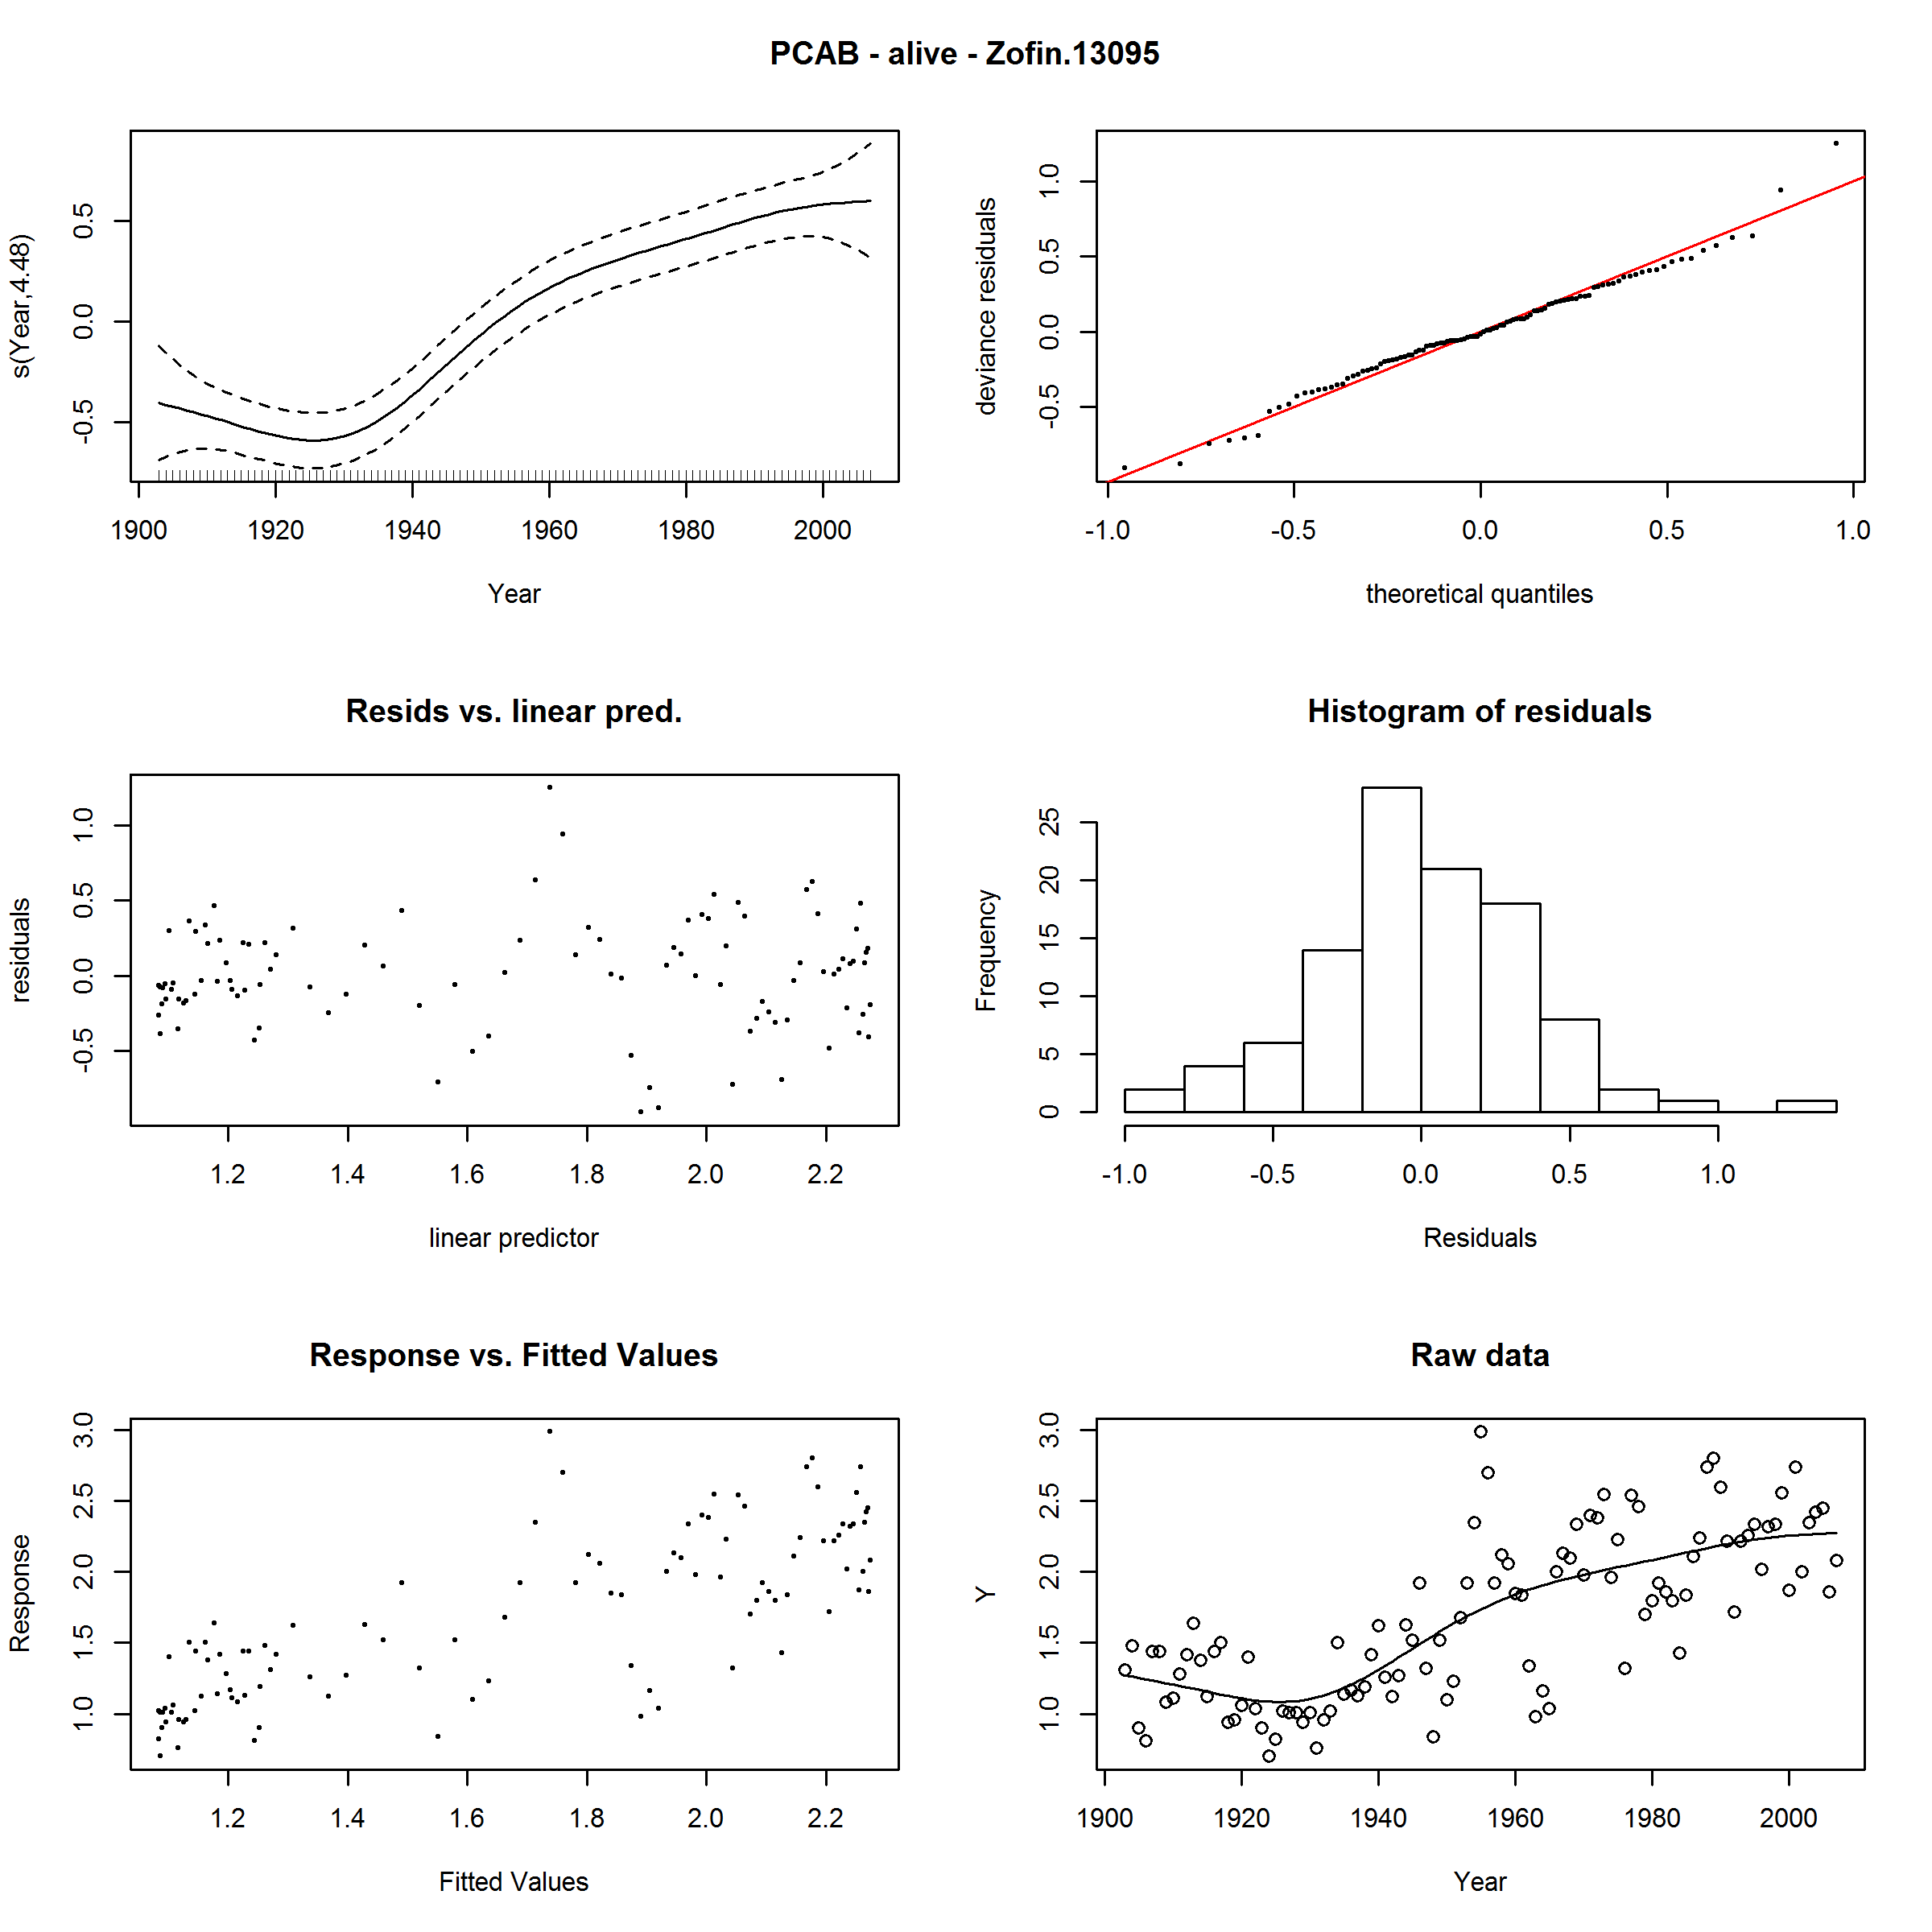 PCAB - alive - Zofin.13095
s(Year,4.48)
-0.5 0.0 0.5
1900 1920 1940 1960 1980 2000
Year
deviance residuals
-0.5 0.0 0.5 1.0
-1.0 -0.5 0.0 0.5 1.0
theoretical quantiles
Resids vs. linear pred.
residuals
-0.5 0.0 0.5 1.0
1.2 1.4 1.6 1.8 2.0 2.2
linear predictor
Histogram of residuals
Frequency
0 5 10 15 20 25
-1.0 -0.5 0.0 0.5 1.0
Residuals
Response vs. Fitted Values
Response
1.0 1.5 2.0 2.5 3.0
1.2 1.4 1.6 1.8 2.0 2.2
Fitted Values
Raw data
Y
1.0 1.5 2.0 2.5 3.0
1900 1920 1940 1960 1980 2000
Year